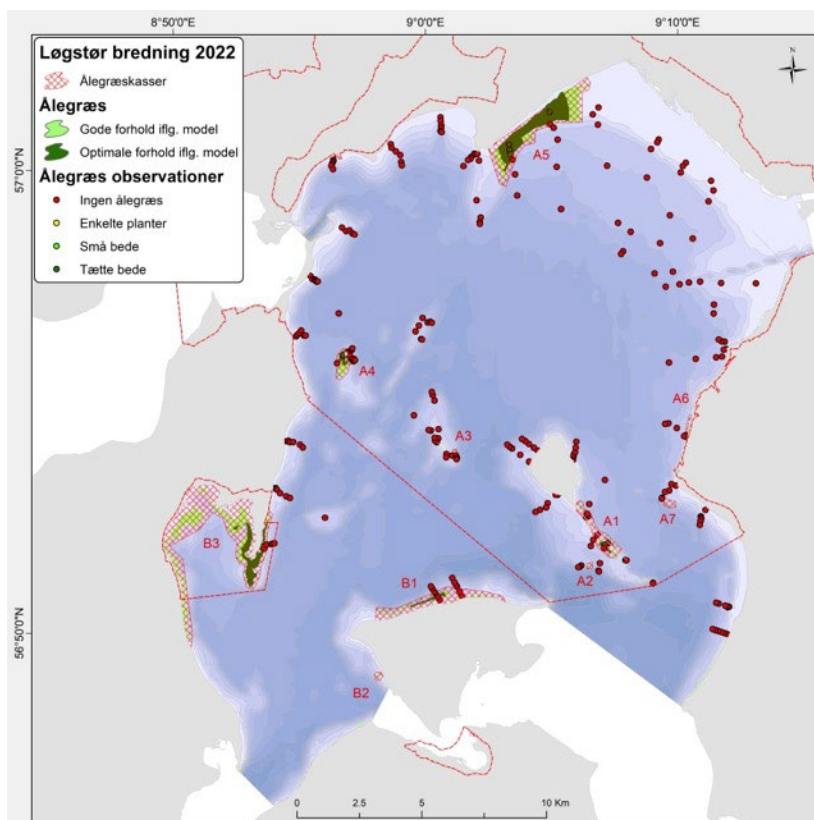 8°50'0"E
9°0'0"E
9°10'0"E
Løgstør bredning 2022
Ålegræskasser
Ålegræs
Gode forhold iflg. model
Optimale forhold iflg. model
Ålegræs observationer
Ingen ålegræs
Enkelte planter
Små bede
Tætte bede
N
57°0'0"N
56°50'0"N
A5
A4
A6
A3
A7
A1
B3
A2
B1
B2
0
2.5
5
10 Km